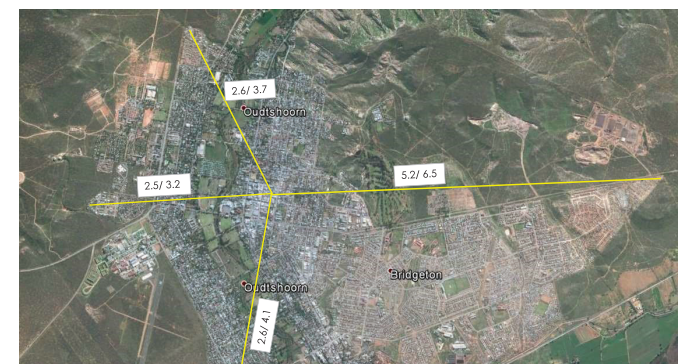 2.6/ 3.7
Oudtshoorn
2.5/ 3.2
5.2/ 6.5
Bridgeton
Oudtshoorn
2.6/ 4.1